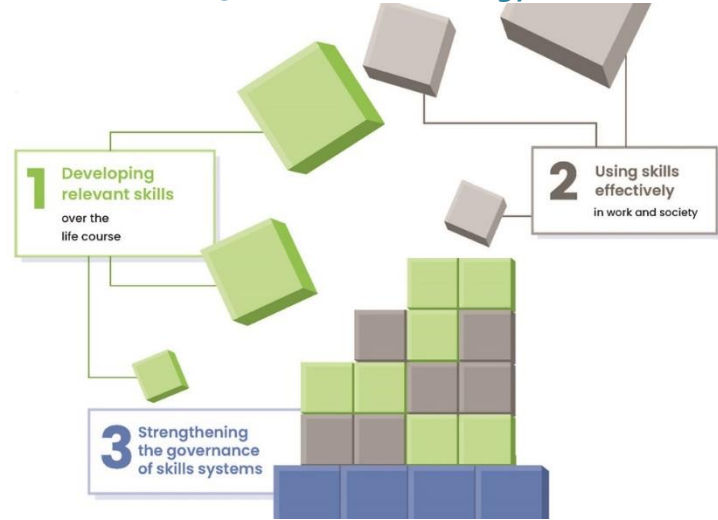 1
Developing
relevant skills
over the
life course
2
Using skills
effectively
in work and society
3
Strengthening
the governance
of skills systems